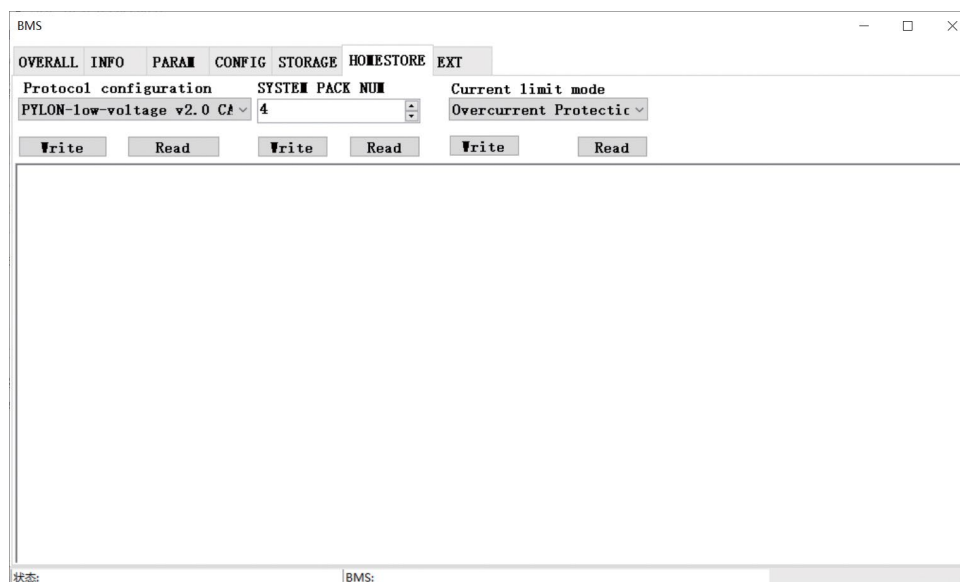 BMS
OVERALL INFO PARAM CONFIG STORAGE HOMESTORE EXT
Protocol configuration SYSTEM PACK NUM Current limit mode
PYLON-low-voltage v2.0 CA 4 Overcurrent Protectic
Write Read Write Read Write Read
状态: BMS: